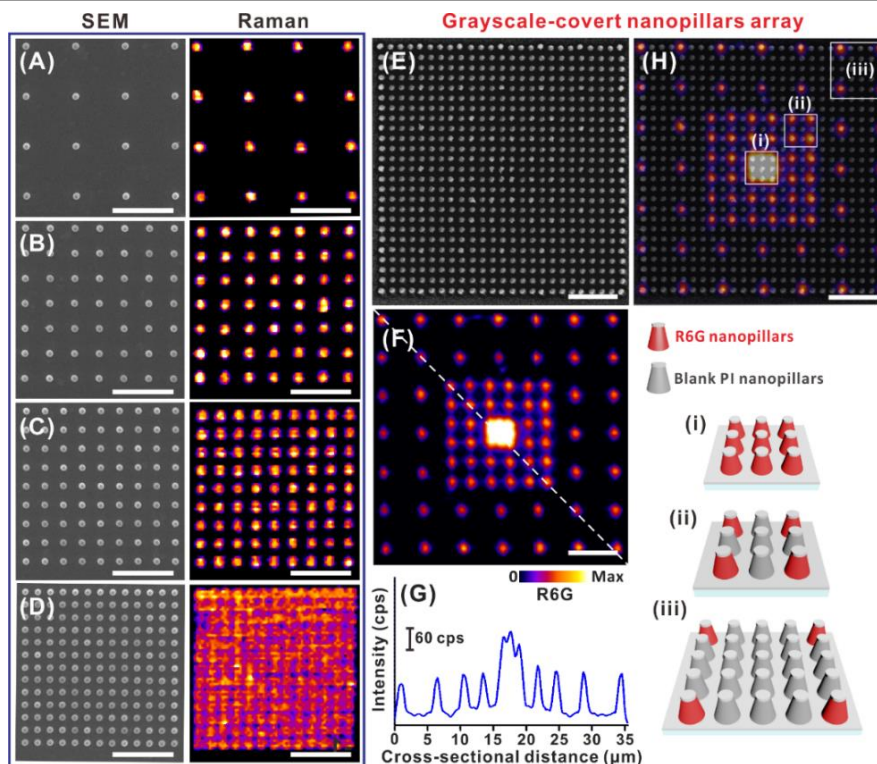 SEM Raman Grayscale-covert nanopillars array
(A)
(E)
(H)
(iii)
(ii)
(i)
(B)
(F)
R6G nanopillars
Blank PI nanopillars
(C)
(i)
(ii)
0 Max
R6G
(D)
(G)
60 cps
Intensity (cps)
(iii)
0 5 10 15 20 25 30 35
Cross-sectional distance (μm)